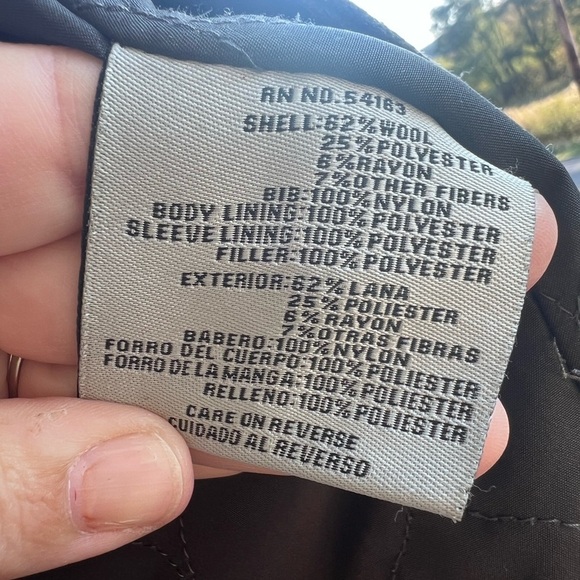 RN NO.54163
SHELL:62%WOOL
25%POLYESTER
6%RAYON
7%OTHER FIBERS
BIB:100%NYLON
BODY LINING:100%POLYESTER
SLEEVE LINING:100%POLYESTER
FILLER:100%POLYESTER
EXTERIOR:62%LANA
25%POLIESTER
6%RAYON
7%OTRAS FIBRAS
BABERO:100%NYLON
FORRO DEL CUERPO:100%POLIESTER
FORRO DE LA MANGA:100%POLIESTER
RELLENO:100%POLIESTER
CARE ON REVERSE
CUIDADO AL REVERSO